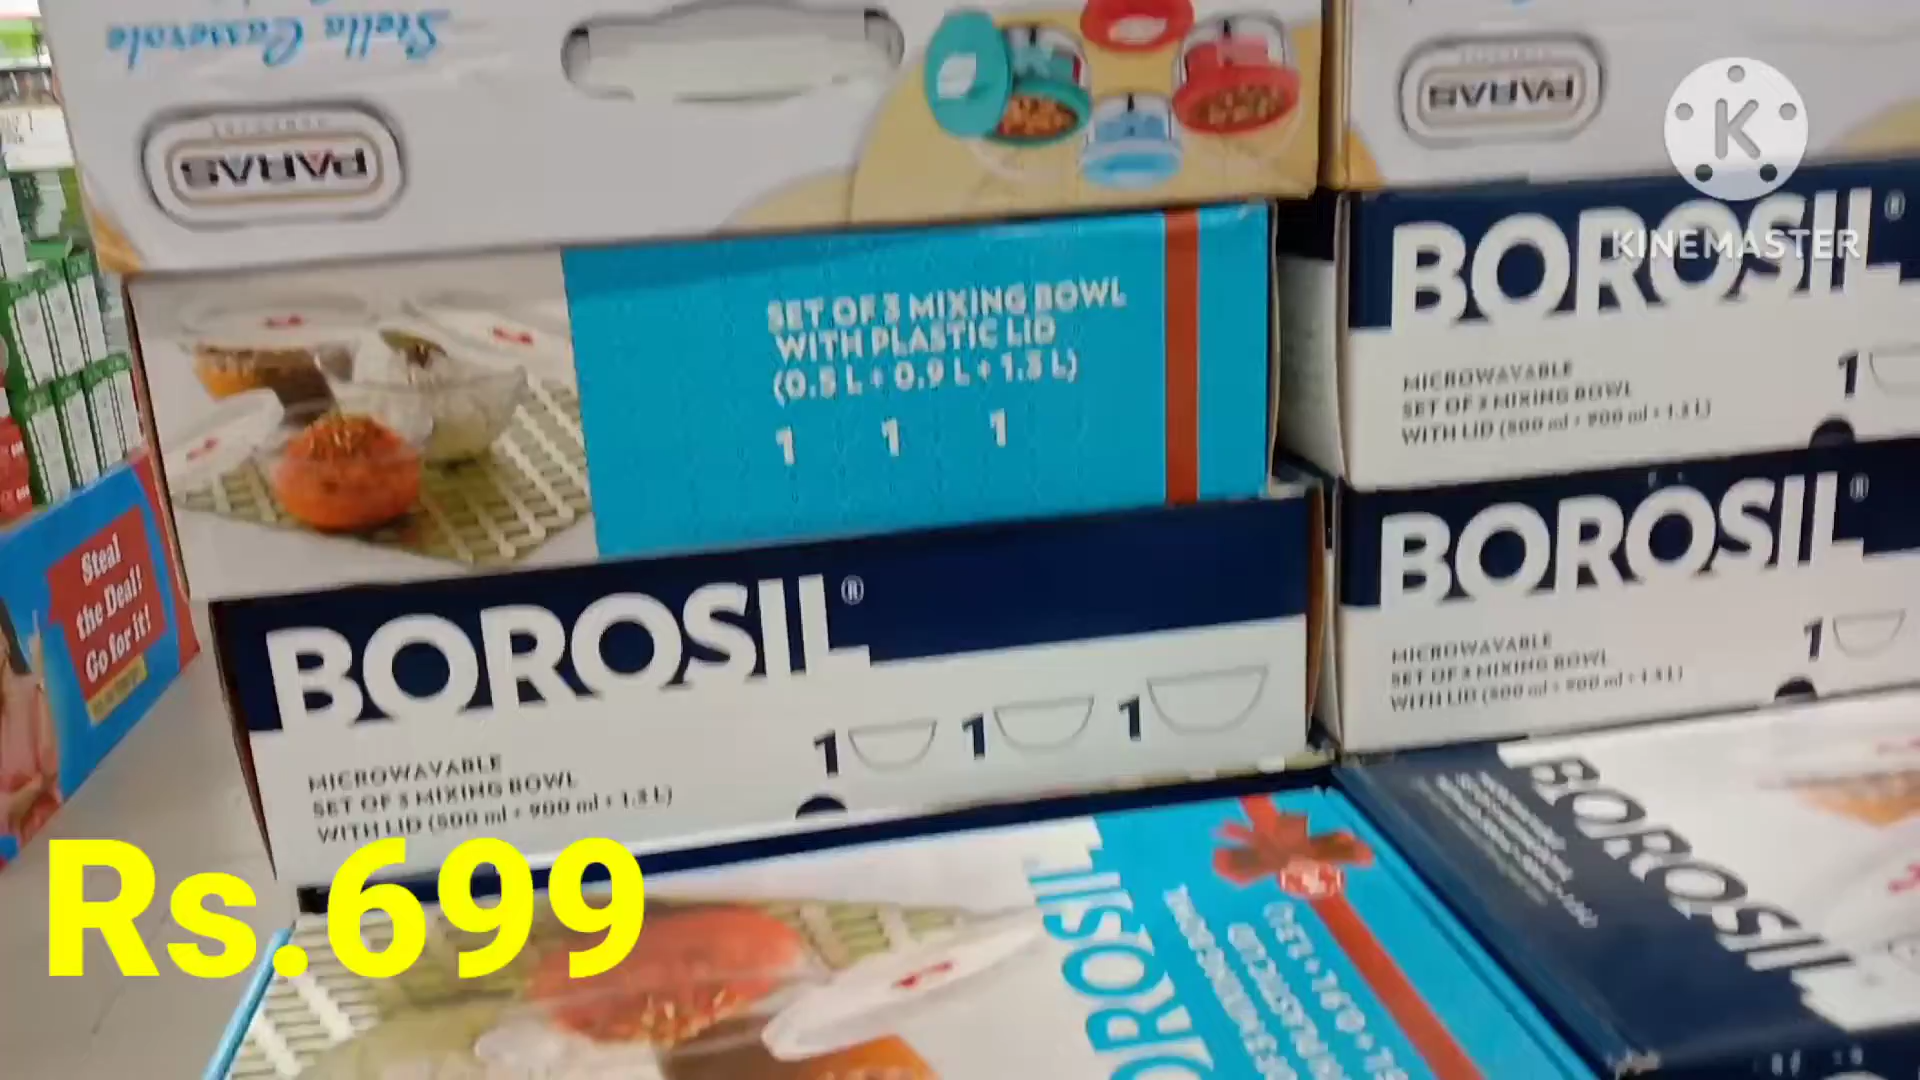 Stella Casserole
PARAS
PARAS
K
KINEMASTER
SET OF 3 MIXING BOWL
WITH PLASTIC LID
(0.5 L + 0.9 L + 1.3 L)
1 1 1
BOROSIL®
MICROWAVABLE
SET OF 3 MIXING BOWL
WITH LID (500 ml + 900 ml + 1.3 L)
1
BOROSIL®
MICROWAVABLE
SET OF 3 MIXING BOWL
WITH LID (500 ml + 900 ml + 1.3 L)
1
Steal
the Deal!
Go for it!
BOROSIL®
1 1 1
MICROWAVABLE
SET OF 3 MIXING BOWL
WITH LID (500 ml + 900 ml + 1.3 L)
BOROSIL
OROSIL
Rs.699